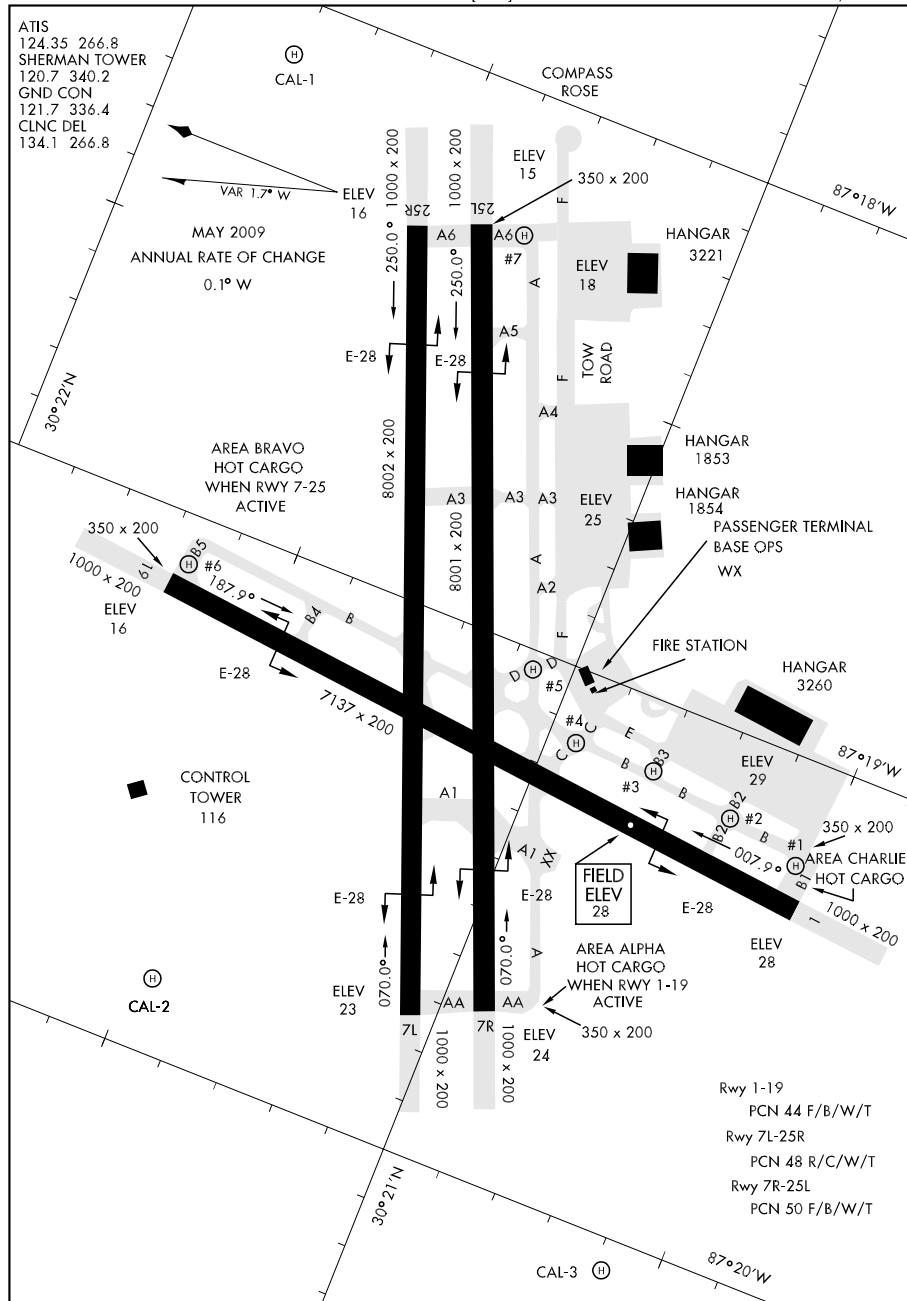 ATIS
124.35 266.8
SHERMAN TOWER
120.7 340.2
GND CON
121.7 336.4
CLNC DEL
134.1 266.8
H
CAL-1
COMPASS
ROSE
VAR 1.7° W
ELEV
16
MAY 2009
ANNUAL RATE OF CHANGE
0.1° W
1000 x 200
1000 x 200
ELEV
15
350 x 200
87°18'W
25R
25L
F
250.0°
250.0°
A6
A6
H
#7
A
ELEV
18
HANGAR
3221
A5
E-28
E-28
TOW
ROAD
F
30°22'N
A4
AREA BRAVO
HOT CARGO
WHEN RWY 7-25
ACTIVE
8002 x 200
8001 x 200
A3
A3
A3
ELEV
25
HANGAR
1853
HANGAR
1854
PASSENGER TERMINAL
BASE OPS
WX
350 x 200
1000 x 200
19
H
B5
#6
187.9°
B4
B
A
A2
F
ELEV
16
E-28
7137 x 200
D
H
D
#5
FIRE STATION
HANGAR
3260
#4
C
H
C
E
B
H
B3
#3
B
ELEV
29
87°19'W
CONTROL
TOWER
116
A1
A1
XX
B2
B2
H
#2
B
#1
H
350 x 200
AREA CHARLIE
HOT CARGO
B1
007.9°
1000 x 200
1
FIELD
ELEV
28
E-28
E-28
E-28
ELEV
28
070.0°
070.0°
A
AREA ALPHA
HOT CARGO
WHEN RWY 1-19
ACTIVE
350 x 200
H
CAL-2
ELEV
23
AA
AA
7L
7R
ELEV
24
1000 x 200
1000 x 200
Rwy 1-19
PCN 44 F/B/W/T
Rwy 7L-25R
PCN 48 R/C/W/T
Rwy 7R-25L
PCN 50 F/B/W/T
30°21'N
87°20'W
CAL-3
H